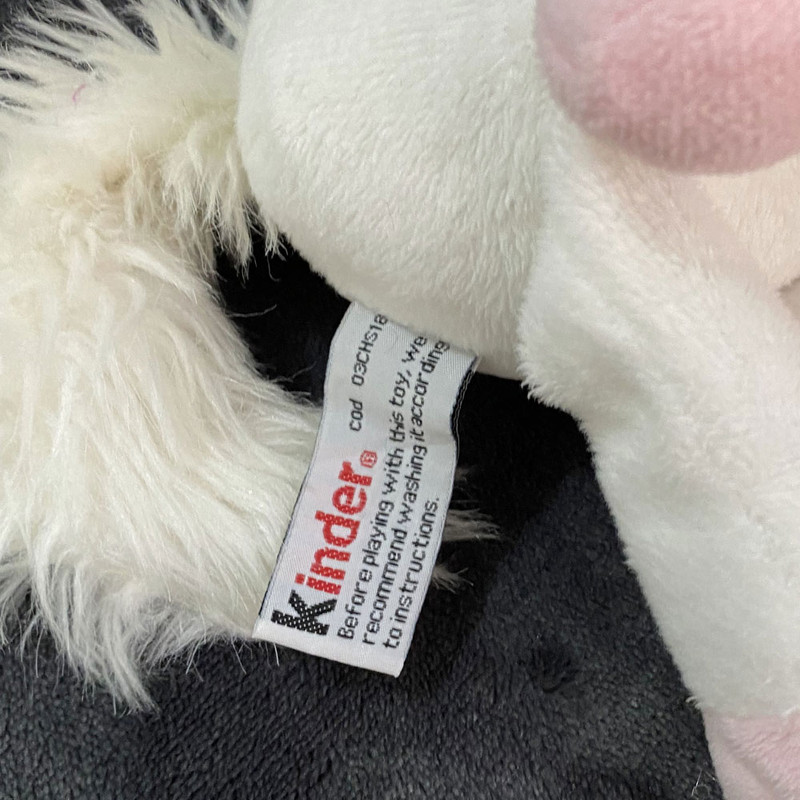 Kinder® cod 03CHS18
Before playing with this toy, we
recommend washing it according
to instructions.